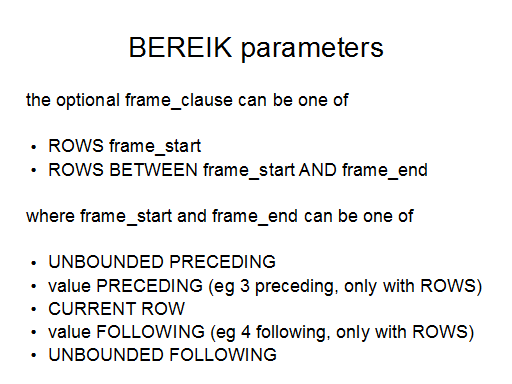 BEREIK parameters
the optional frame_clause can be one of
• ROWS frame_start
• ROWS BETWEEN frame_start AND frame_end
where frame_start and frame_end can be one of
• UNBOUNDED PRECEDING
• value PRECEDING (eg 3 preceding, only with ROWS)
• CURRENT ROW
• value FOLLOWING (eg 4 following, only with ROWS)
• UNBOUNDED FOLLOWING